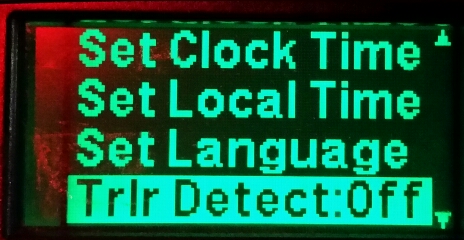 Set Clock Time
Set Local Time
Set Language
Trlr Detect:Off